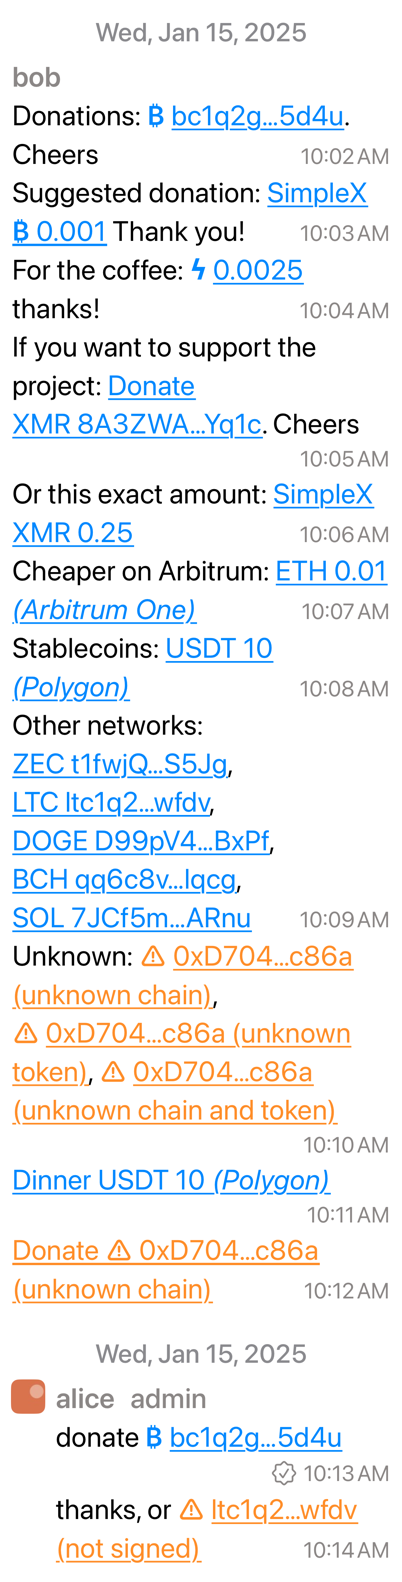 Wed, Jan 15, 2025
bob
Donations: ₿ bc1q2g...5d4u.
Cheers 10:02 AM
Suggested donation: SimpleX
₿ 0.001 Thank you! 10:03 AM
For the coffee: ϟ 0.0025
thanks! 10:04 AM
If you want to support the
project: Donate
XMR 8A3ZWA...Yq1c. Cheers
10:05 AM
Or this exact amount: SimpleX
XMR 0.25 10:06 AM
Cheaper on Arbitrum: ETH 0.01
(Arbitrum One) 10:07 AM
Stablecoins: USDT 10
(Polygon) 10:08 AM
Other networks:
ZEC t1fwjQ...S5Jg,
LTC ltc1q2...wfdv,
DOGE D99pV4...BxPf,
BCH qq6c8v...lqcg,
SOL 7JCf5m...ARnu 10:09 AM
Unknown: ⚠ 0xD704...c86a
(unknown chain),
⚠ 0xD704...c86a (unknown
token), ⚠ 0xD704...c86a
(unknown chain and token)
10:10 AM
Dinner USDT 10 (Polygon)
10:11 AM
Donate ⚠ 0xD704...c86a
(unknown chain) 10:12 AM
Wed, Jan 15, 2025
alice admin
donate ₿ bc1q2g...5d4u
10:13 AM
thanks, or ⚠ ltc1q2...wfdv
(not signed) 10:14 AM